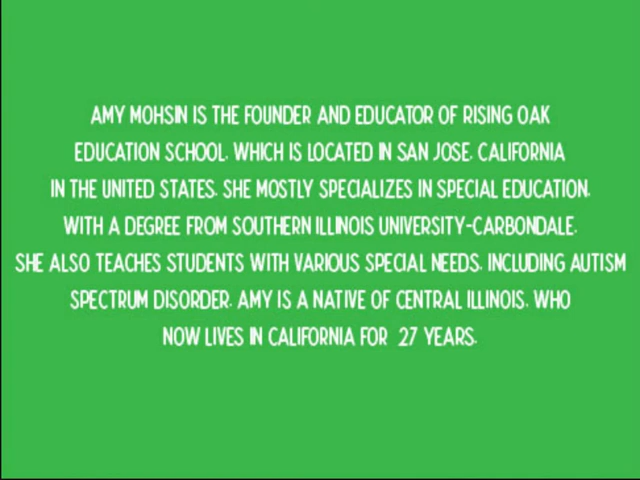 AMY MOHSIN IS THE FOUNDER AND EDUCATOR OF RISING OAK
EDUCATION SCHOOL, WHICH IS LOCATED IN SAN JOSE, CALIFORNIA
IN THE UNITED STATES. SHE MOSTLY SPECIALIZES IN SPECIAL EDUCATION,
WITH A DEGREE FROM SOUTHERN ILLINOIS UNIVERSITY-CARBONDALE.
SHE ALSO TEACHES STUDENTS WITH VARIOUS SPECIAL NEEDS, INCLUDING AUTISM
SPECTRUM DISORDER. AMY IS A NATIVE OF CENTRAL ILLINOIS, WHO
NOW LIVES IN CALIFORNIA FOR 27 YEARS.